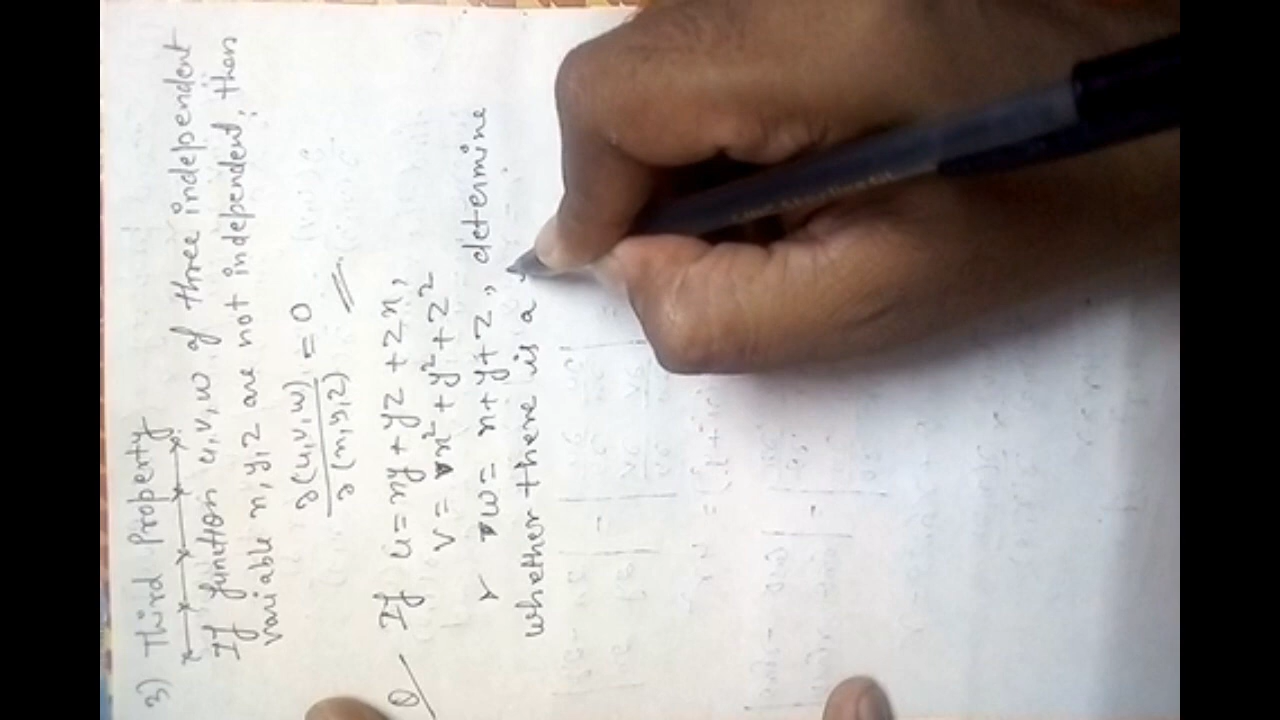 3) Third Property
If function u,v,w of three independent
variable x,y,z are not independent, then
∂(u,v,w)
∂(x,y,z) = 0
Q/ If u = xy + yz + zx,
v = x² + y² + z²
w = x+y+z, determine
whether there is a